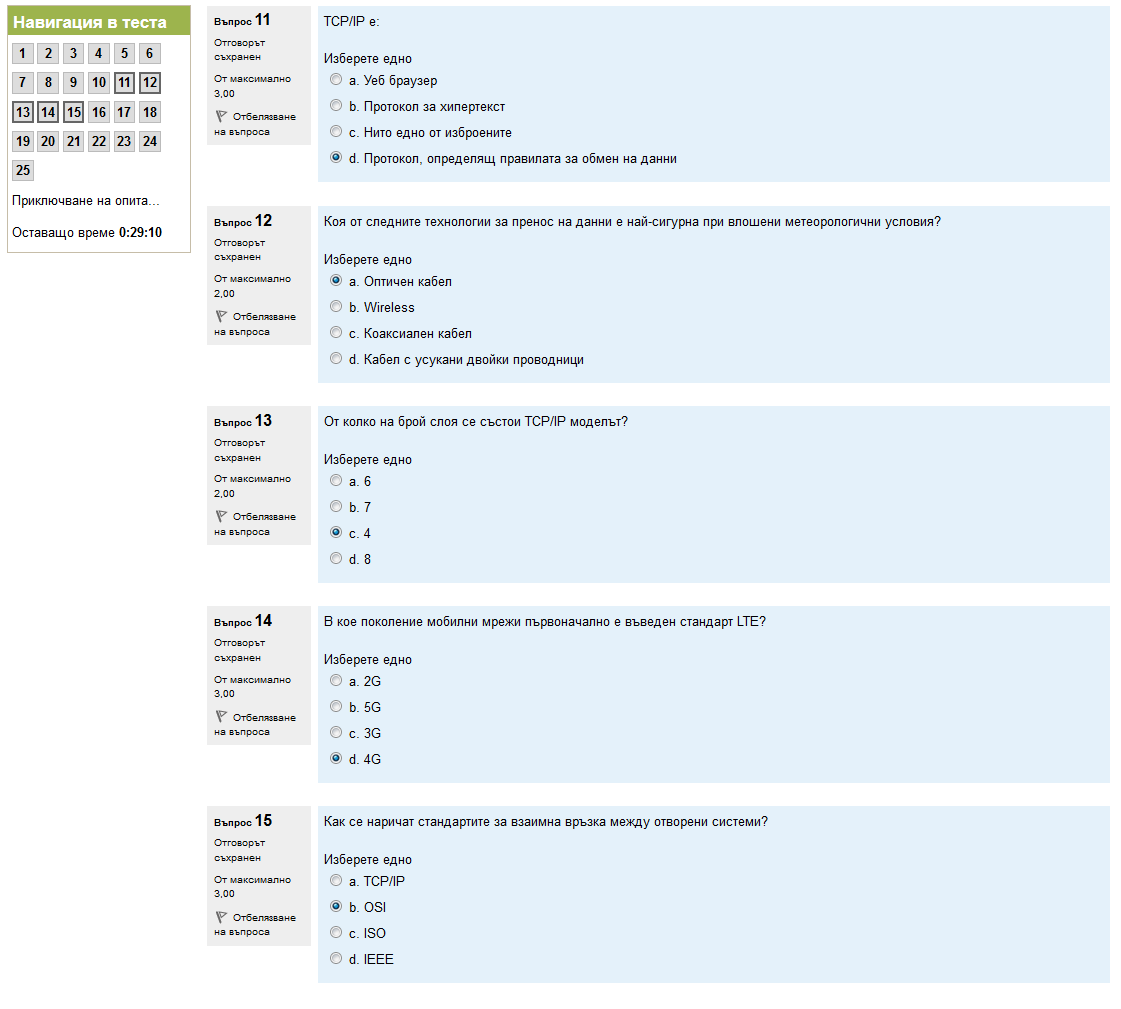 Навигация в теста
1 2 3 4 5 6
7 8 9 10 11 12
13 14 15 16 17 18
19 20 21 22 23 24
25
Приключване на опита...
Оставащо време 0:29:10
Въпрос 11
Отговорът
съхранен
От максимално
3,00
Отбелязване
на въпроса
TCP/IP е:
Изберете едно
a. Уеб браузер
b. Протокол за хипертекст
c. Нито едно от изброените
d. Протокол, определящ правилата за обмен на данни
Въпрос 12
Отговорът
съхранен
От максимално
2,00
Отбелязване
на въпроса
Коя от следните технологии за пренос на данни е най-сигурна при влошени метеорологични условия?
Изберете едно
a. Оптичен кабел
b. Wireless
c. Коаксиален кабел
d. Кабел с усукани двойки проводници
Въпрос 13
Отговорът
съхранен
От максимално
2,00
Отбелязване
на въпроса
От колко на брой слоя се състои TCP/IP моделът?
Изберете едно
a. 6
b. 7
c. 4
d. 8
Въпрос 14
Отговорът
съхранен
От максимално
3,00
Отбелязване
на въпроса
В кое поколение мобилни мрежи първоначално е въведен стандарт LTE?
Изберете едно
a. 2G
b. 5G
c. 3G
d. 4G
Въпрос 15
Отговорът
съхранен
От максимално
3,00
Отбелязване
на въпроса
Как се наричат стандартите за взаимна връзка между отворени системи?
Изберете едно
a. TCP/IP
b. OSI
c. ISO
d. IEEE